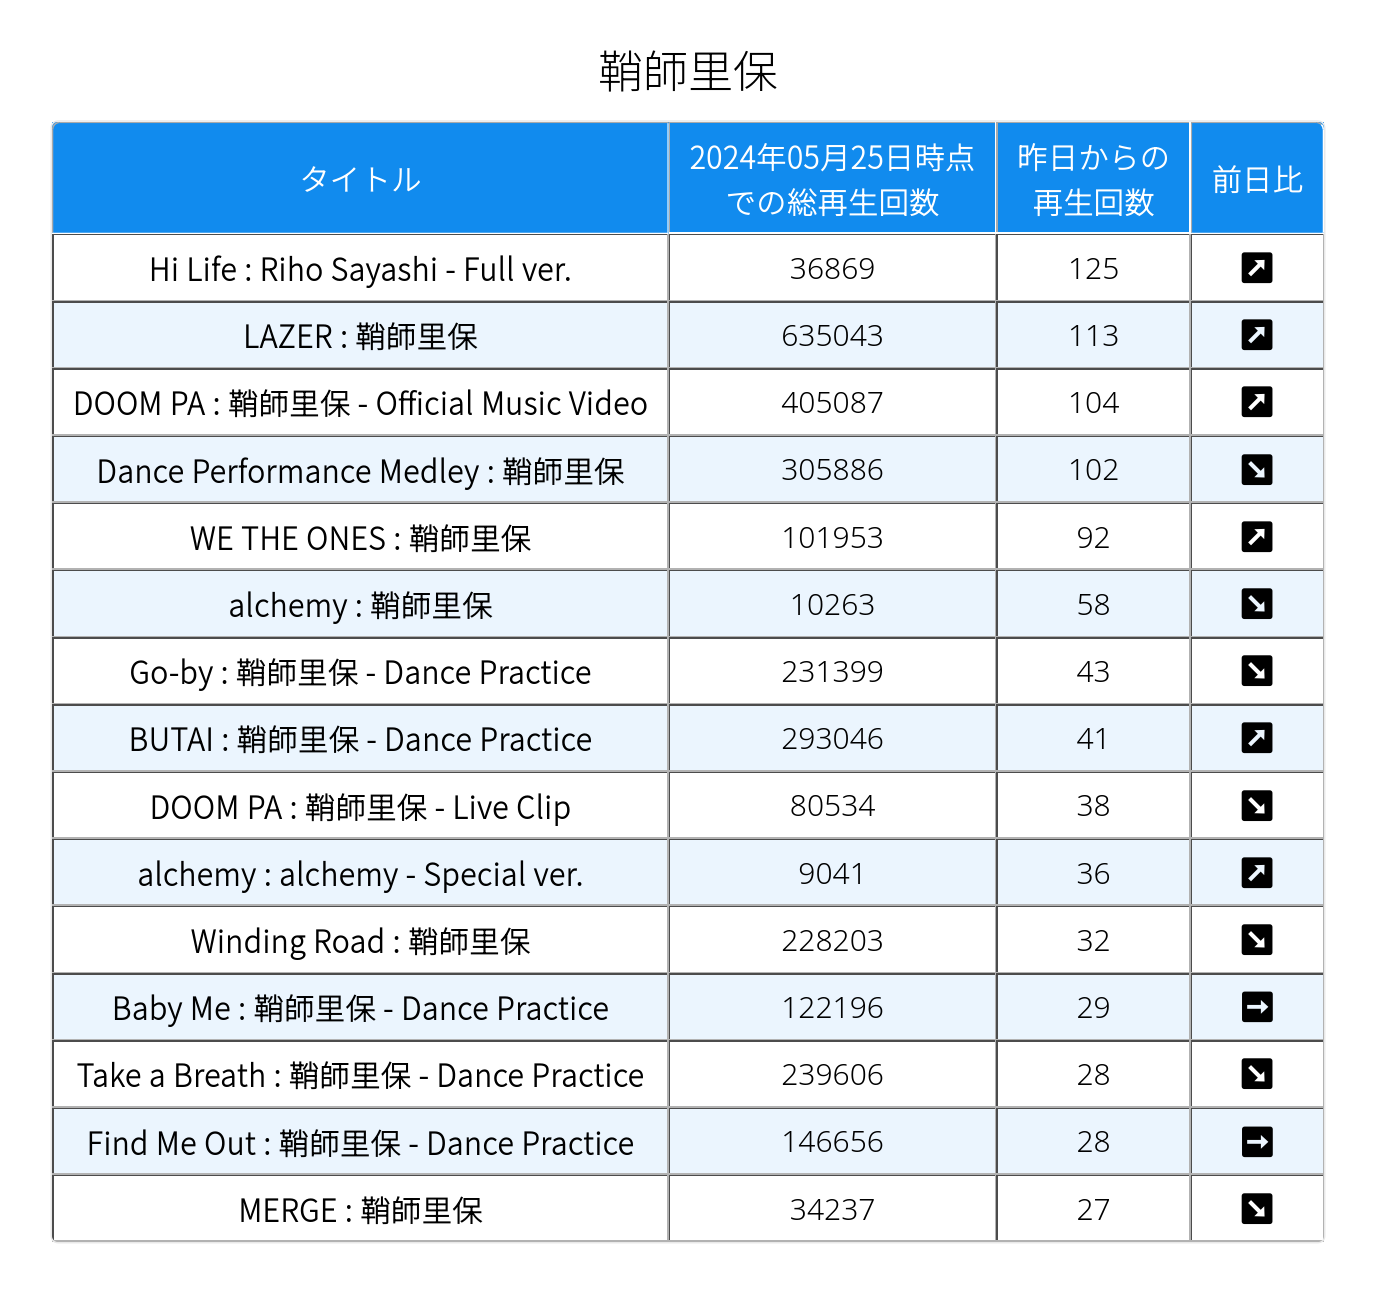 鞘師里保
タイトル
2024年05月25日時点
での総再生回数
昨日からの
再生回数
前日比
Hi Life : Riho Sayashi - Full ver. 36869 125 ↗
LAZER : 鞘師里保 635043 113 ↗
DOOM PA : 鞘師里保 - Official Music Video 405087 104 ↗
Dance Performance Medley : 鞘師里保 305886 102 ↘
WE THE ONES : 鞘師里保 101953 92 ↗
alchemy : 鞘師里保 10263 58 ↘
Go-by : 鞘師里保 - Dance Practice 231399 43 ↘
BUTAI : 鞘師里保 - Dance Practice 293046 41 ↗
DOOM PA : 鞘師里保 - Live Clip 80534 38 ↘
alchemy : alchemy - Special ver. 9041 36 ↗
Winding Road : 鞘師里保 228203 32 ↘
Baby Me : 鞘師里保 - Dance Practice 122196 29 →
Take a Breath : 鞘師里保 - Dance Practice 239606 28 ↘
Find Me Out : 鞘師里保 - Dance Practice 146656 28 →
MERGE : 鞘師里保 34237 27 ↘